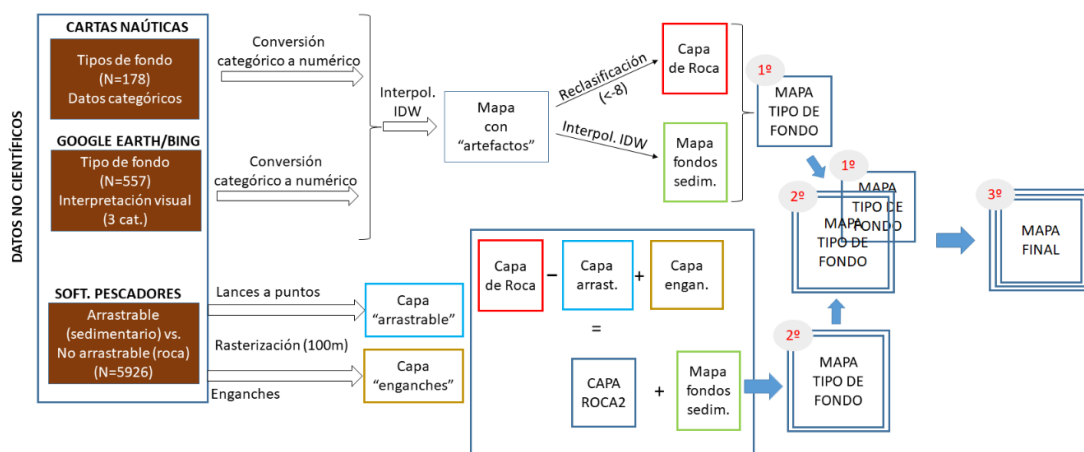 DATOS NO CIENTÍFICOS
CARTAS NAÚTICAS
Tipos de fondo
(N=178)
Datos categóricos
GOOGLE EARTH/BING
Tipo de fondo
(N=557)
Interpretación visual
(3 cat.)
SOFT. PESCADORES
Arrastrable
(sedimentario) vs.
No arrastrable (roca)
(N=5926)
Conversión
categórico a numérico
Conversión
categórico a numérico
Lances a puntos
Rasterización (100m)
Enganches
Capa
“arrastrable”
Capa
“enganches”
Interpol.
IDW
Mapa
con
“artefactos”
Reclasificación
(<-8)
Interpol. IDW
Capa
de Roca
Mapa
fondos
sedim.
1º
MAPA
TIPO DE
FONDO
Capa
de Roca
–
Capa
arrast.
+
Capa
engan.
=
CAPA
ROCA2
+
Mapa
fondos
sedim.
2º
MAPA
TIPO DE
FONDO
1º
MAPA
TIPO DE
FONDO
2º
MAPA
TIPO DE
FONDO
3º
MAPA
FINAL